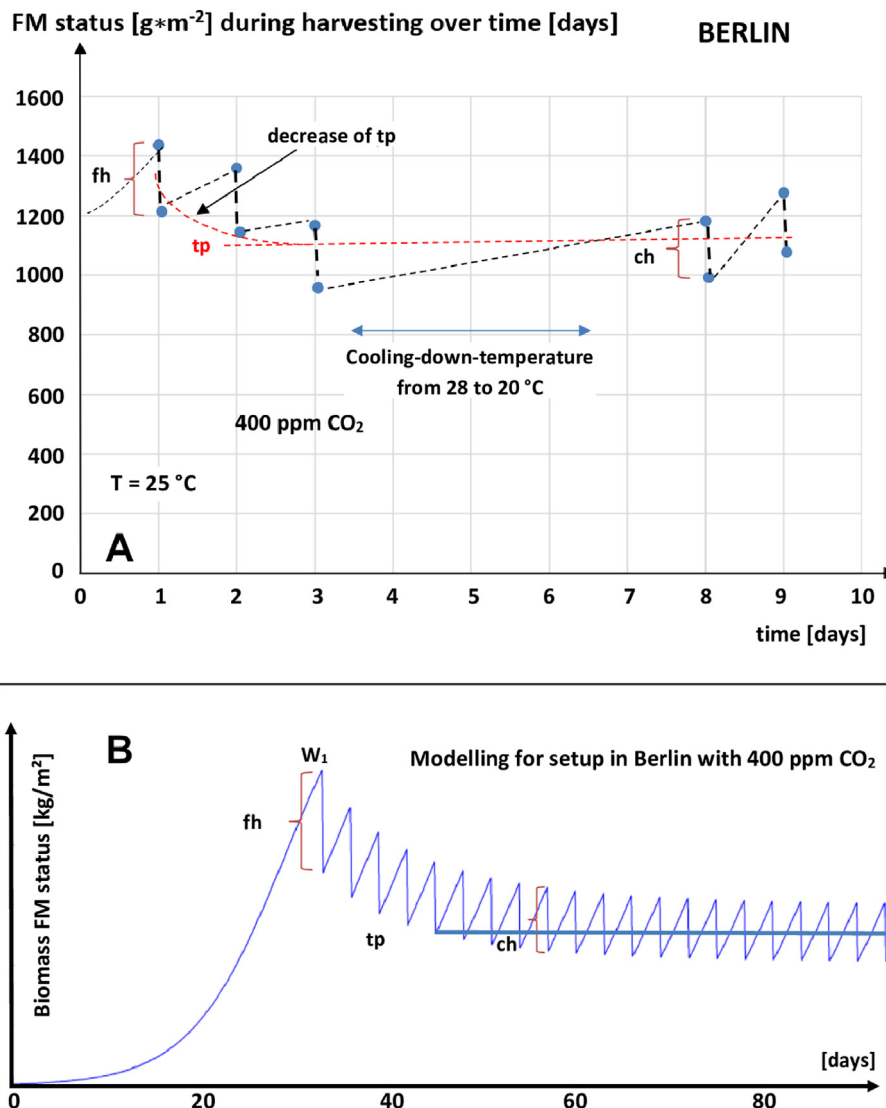 FM status [g*m-2] during harvesting over time [days]
BERLIN
1600
1400
1200
1000
800
600
400
200
0
decrease of tp
fh
tp
ch
Cooling-down-temperature
from 28 to 20 °C
400 ppm CO2
T = 25 °C
A
0 1 2 3 4 5 6 7 8 9 10
time [days]
B
W1
Modelling for setup in Berlin with 400 ppm CO2
Biomass FM status [kg/m²]
fh
tp
ch
[days]
0 20 40 60 80